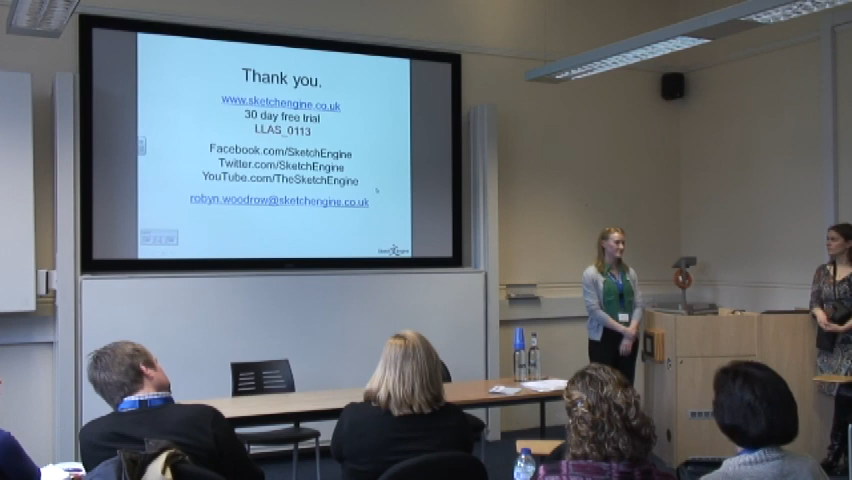 Thank you.
www.sketchengine.co.uk
30 day free trial
LLAS_0113
Facebook.com/SketchEngine
Twitter.com/SketchEngine
YouTube.com/TheSketchEngine
robyn.woodrow@sketchengine.co.uk